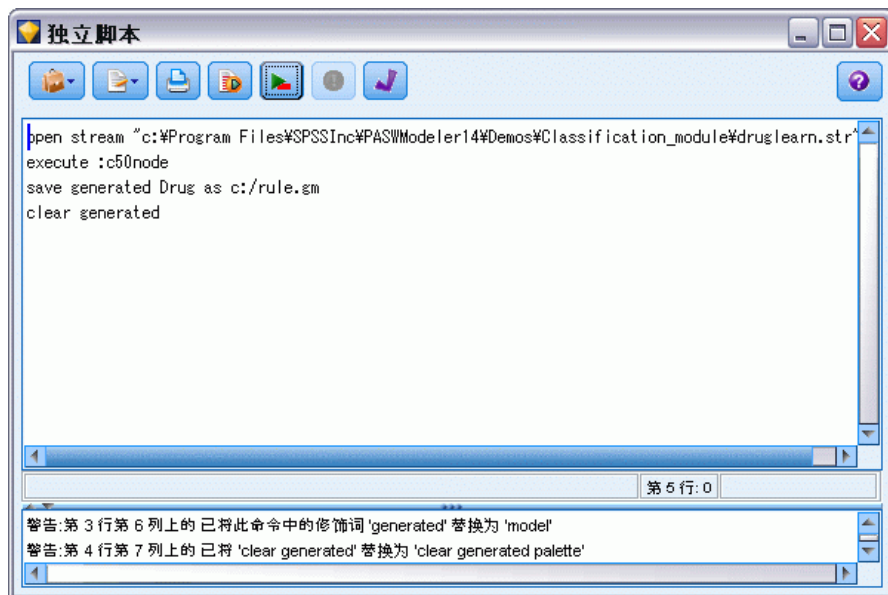 独立脚本
open stream "c:¥Program Files¥SPSSInc¥PASWModeler14¥Demos¥Classification_module¥druglearn.str"
execute :c50node
save generated Drug as c:/rule.gm
clear generated
第 5 行: 0
警告:第 3 行第 6 列上的 已将此命令中的修饰词 'generated' 替换为 'model'
警告:第 4 行第 7 列上的 已将 'clear generated' 替换为 'clear generated palette'